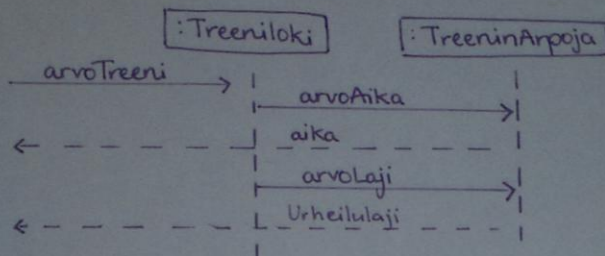 :Treeniloki
:TreeninArpoja
arvoTreeni
arvoAika
aika
arvoLaji
Urheilulaji